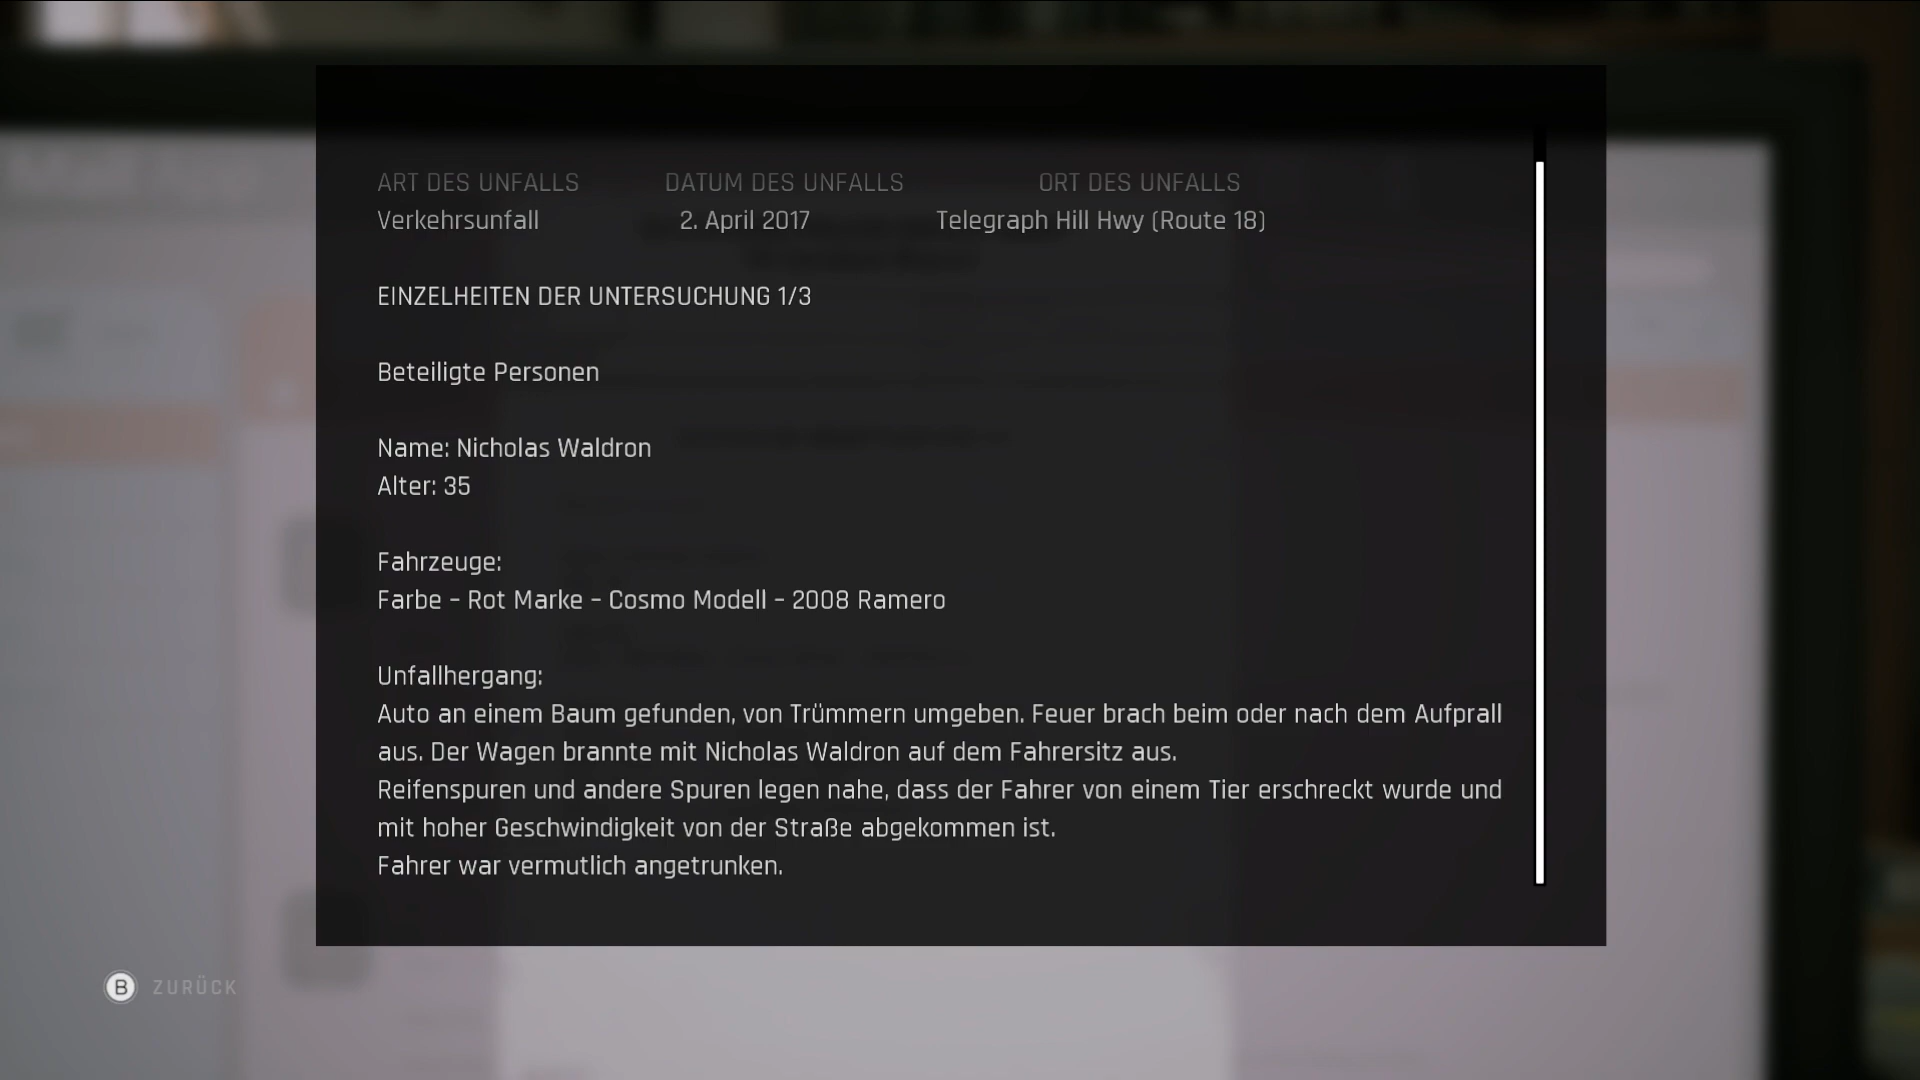 ART DES UNFALLS DATUM DES UNFALLS ORT DES UNFALLS
Verkehrsunfall 2. April 2017 Telegraph Hill Hwy (Route 18)
EINZELHEITEN DER UNTERSUCHUNG 1/3
Beteiligte Personen
Name: Nicholas Waldron
Alter: 35
Fahrzeuge:
Farbe – Rot Marke – Cosmo Modell – 2008 Ramero
Unfallhergang:
Auto an einem Baum gefunden, von Trümmern umgeben. Feuer brach beim oder nach dem Aufprall
aus. Der Wagen brannte mit Nicholas Waldron auf dem Fahrersitz aus.
Reifenspuren und andere Spuren legen nahe, dass der Fahrer von einem Tier erschreckt wurde und
mit hoher Geschwindigkeit von der Straße abgekommen ist.
Fahrer war vermutlich angetrunken.
B ZURÜCK